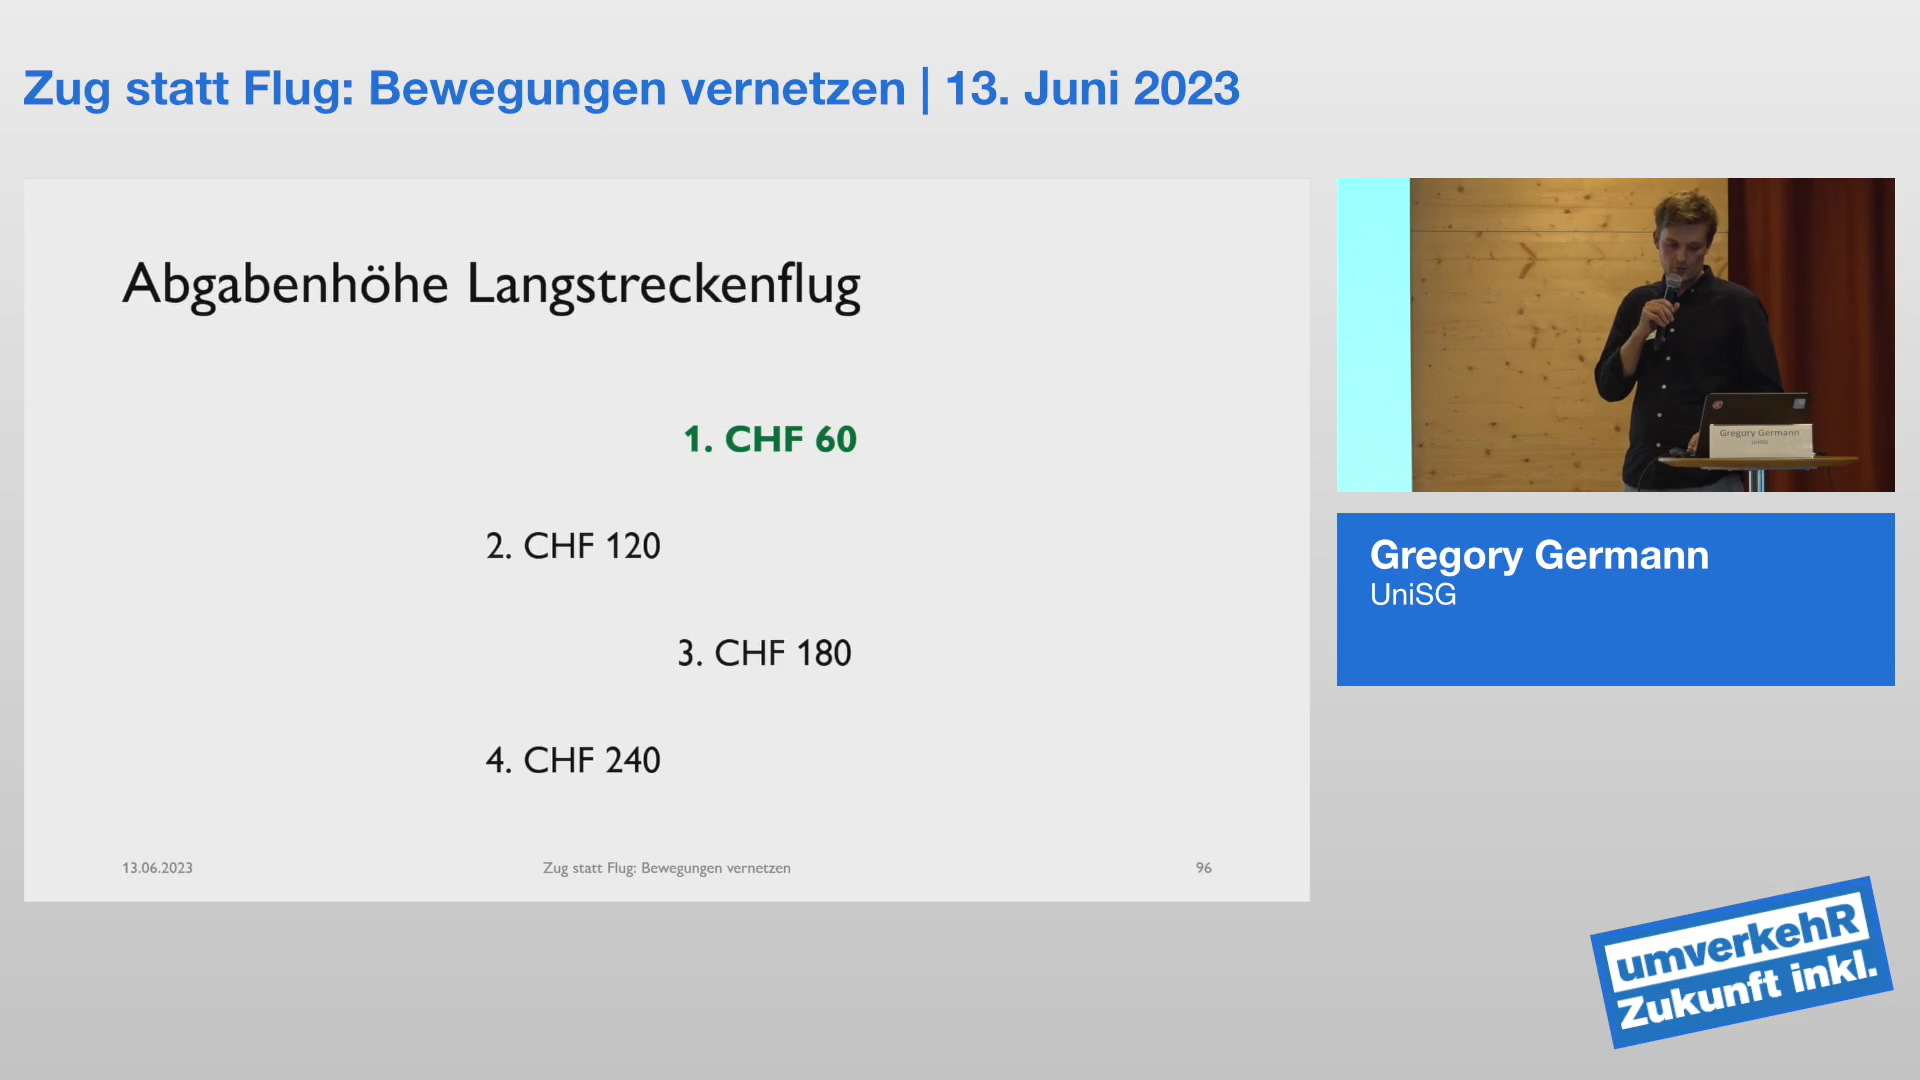 Zug statt Flug: Bewegungen vernetzen | 13. Juni 2023
Abgabenhöhe Langstreckenflug
1. CHF 60
2. CHF 120
3. CHF 180
4. CHF 240
13.06.2023
Zug statt Flug: Bewegungen vernetzen
96
Gregory Germann
UniSG
Gregory Germann
UniSG
umverkehR
Zukunft inkl.